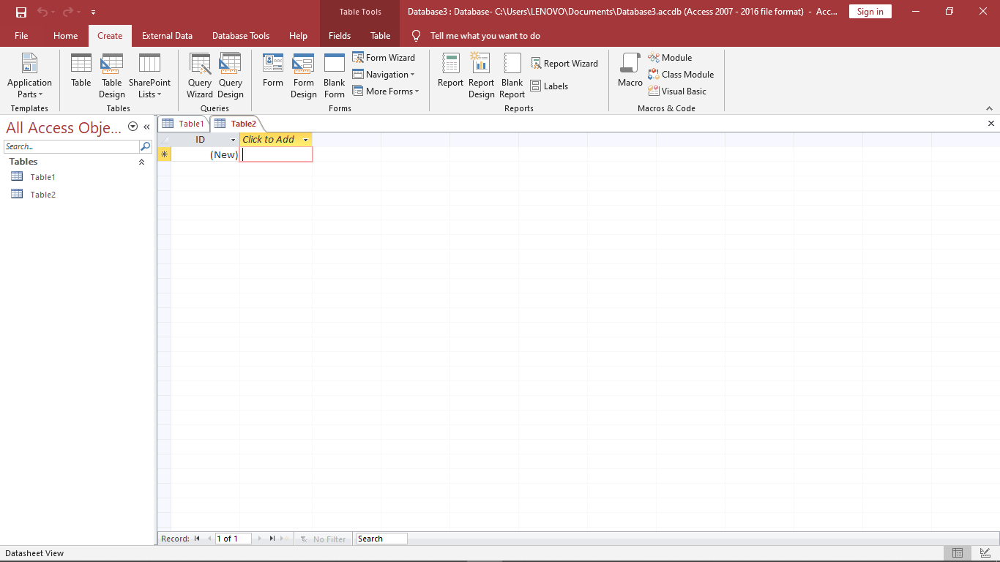 Table Tools
Database3 : Database- C:\Users\LENOVO\Documents\Database3.accdb (Access 2007 - 2016 file format) - Acc...
Sign in
File Home Create External Data Database Tools Help Fields Table Tell me what you want to do
Application Parts
Templates
Table
Table Design
SharePoint Lists
Tables
Query Wizard
Query Design
Queries
Form
Form Design
Blank Form
Form Wizard
Navigation
More Forms
Forms
Report
Report Design
Blank Report
Report Wizard
Labels
Reports
Macro
Module
Class Module
Visual Basic
Macros & Code
All Access Obje...
Search...
Tables
Table1
Table2
Table1 Table2
ID Click to Add
(New)
Record: 1 of 1 No Filter Search
Datasheet View